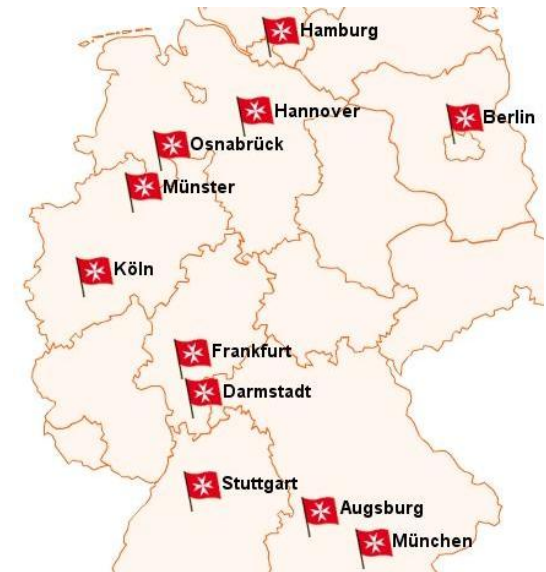 Hamburg
Hannover
Berlin
Osnabrück
Münster
Köln
Frankfurt
Darmstadt
Stuttgart
Augsburg
München